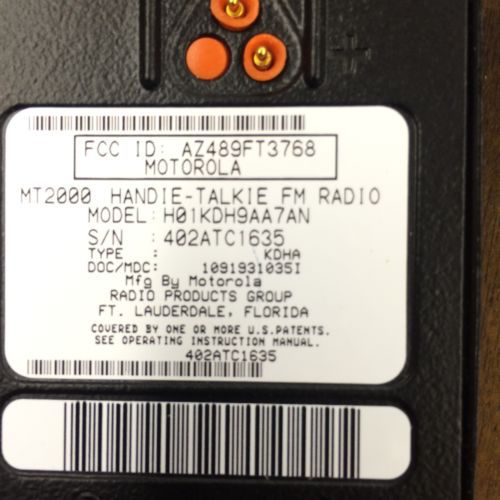 FCC ID: AZ489FT3768
MOTOROLA
MT2000 HANDIE-TALKIE FM RADIO
MODEL: H01KDH9AA7AN
S/N : 402ATC1635
TYPE : KDHA
DOC/MDC: 1091931035I
Mfg By Motorola
RADIO PRODUCTS GROUP
FT. LAUDERDALE, FLORIDA
COVERED BY ONE OR MORE U.S.PATENTS.
SEE OPERATING INSTRUCTION MANUAL.
402ATC1635